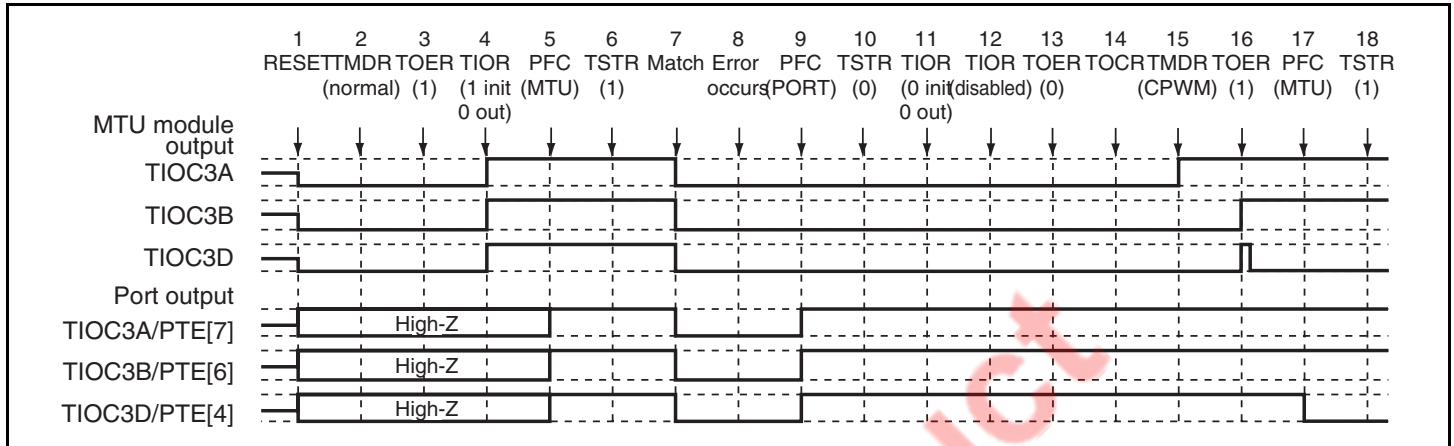 1 2 3 4 5 6 7 8 9 10 11 12 13 14 15 16 17 18
RESET TMDR TOER TIOR PFC TSTR Match Error PFC TSTR TIOR TIOR TOER TOCR TMDR TOER PFC TSTR
(normal) (1) (1 init (MTU) (1) occurs (PORT) (0) (0 init (disabled) (0) (CPWM) (1) (MTU) (1)
0 out) 0 out)
MTU module
output
TIOC3A
TIOC3B
TIOC3D
Port output
TIOC3A/PTE[7] High-Z
TIOC3B/PTE[6] High-Z
TIOC3D/PTE[4] High-Z